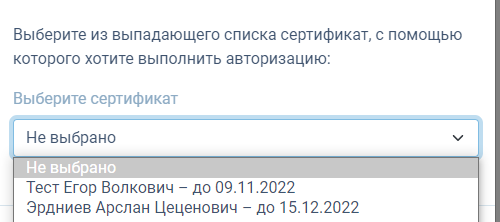 Выберите из выпадающего списка сертификат, с помощью
которого хотите выполнить авторизацию:
Выберите сертификат
Не выбрано
Не выбрано
Тест Егор Волкович – до 09.11.2022
Эрдниев Арслан Цеценович – до 15.12.2022